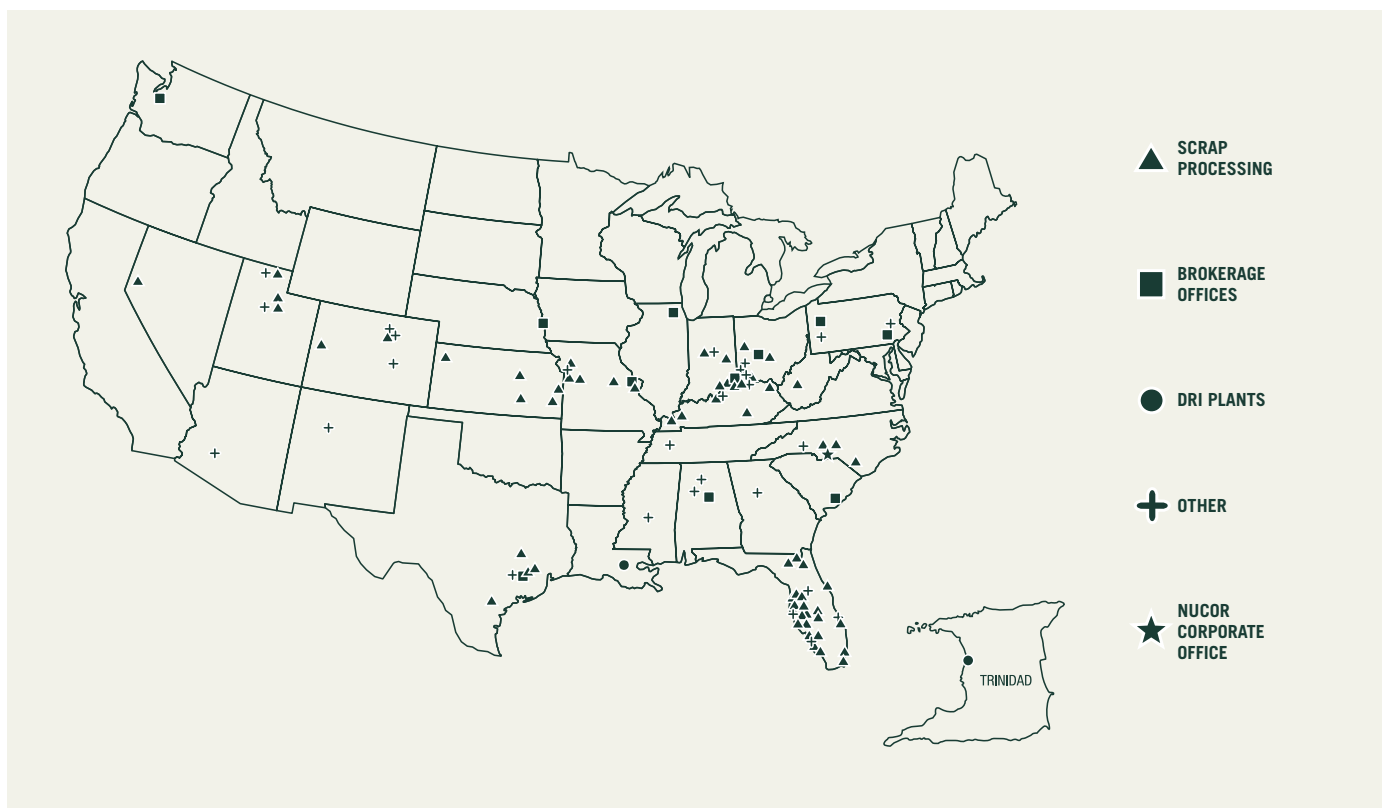 SCRAP
PROCESSING
BROKERAGE
OFFICES
DRI PLANTS
OTHER
NUCOR
CORPORATE
OFFICE
TRINIDAD